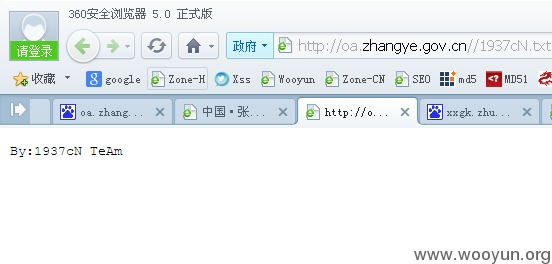 360安全浏览器 5.0 正式版
请登录
政府 http://oa.zhangye.gov.cn//1937cN.txt
收藏 google Zone-H Xss Wooyun Zone-CN SEO md5 MD51
oa.zhang... 中国·张... http://o... xxgk.zhu...
By:1937cN TeAm
www.wooyun.org